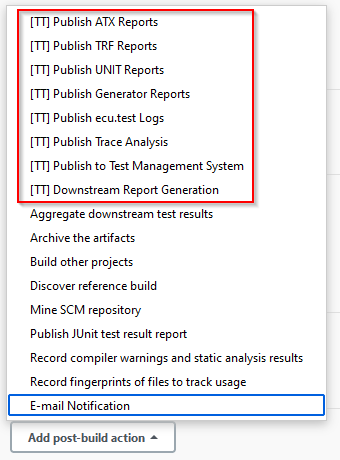 [TT] Publish ATX Reports
[TT] Publish TRF Reports
[TT] Publish UNIT Reports
[TT] Publish Generator Reports
[TT] Publish ecu.test Logs
[TT] Publish Trace Analysis
[TT] Publish to Test Management System
[TT] Downstream Report Generation
Aggregate downstream test results
Archive the artifacts
Build other projects
Discover reference build
Mine SCM repository
Publish JUnit test result report
Record compiler warnings and static analysis results
Record fingerprints of files to track usage
E-mail Notification
Add post-build action